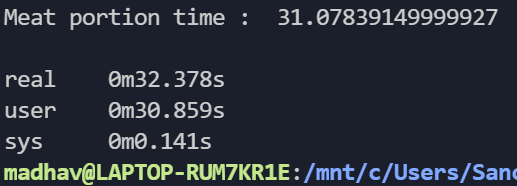 Meat portion time :  31.07839149999927
real    0m32.378s
user    0m30.859s
sys     0m0.141s
madhav@LAPTOP-RUM7KR1E:/mnt/c/Users/Sanc